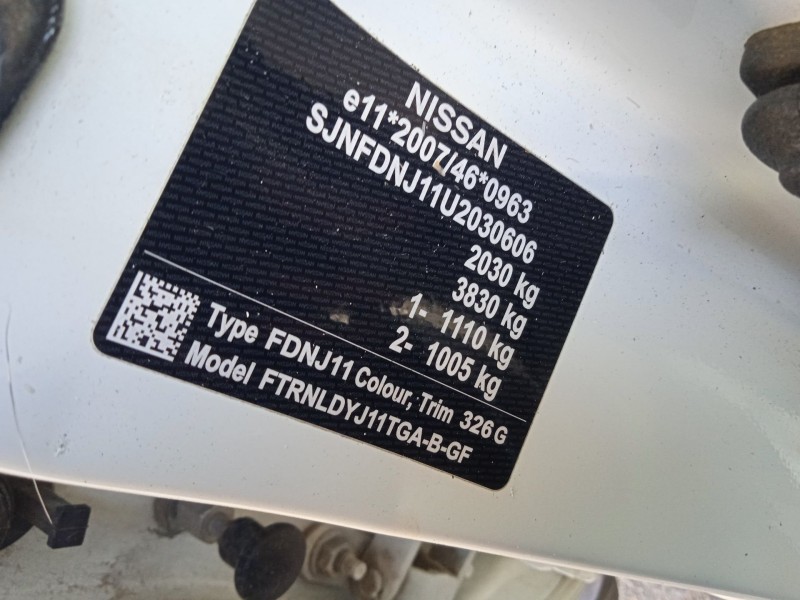 NISSAN
e11*2007/46*0963
SJNFDNJ11U2030606
2030 kg
3830 kg
1- 1110 kg
2- 1005 kg
Type FDNJ11 Colour, Trim 326 G
Model FTRNLDYJ11TGA-B-GF